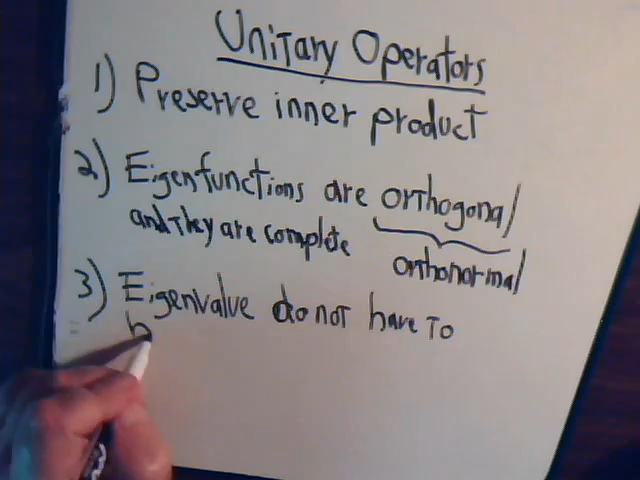 Unitary Operators
1) Preserve inner product
2) Eigenfunctions are orthogonal
and they are complete
orthonormal
3) Eigenvalue do not have to
b